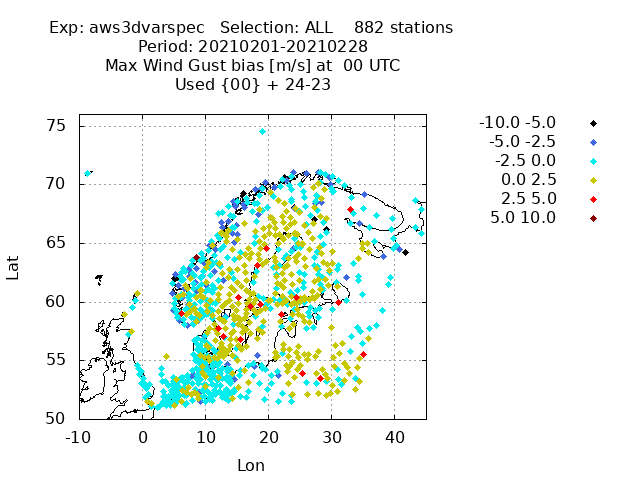 Exp: aws3dvarspec   Selection: ALL    882 stations
Period: 20210201-20210228
Max Wind Gust bias [m/s] at  00 UTC
Used {00} + 24-23
-10.0 -5.0
-5.0 -2.5
-2.5 0.0
0.0 2.5
2.5 5.0
5.0 10.0
75
70
65
60
55
50
Lat
-10 0 10 20 30 40
Lon